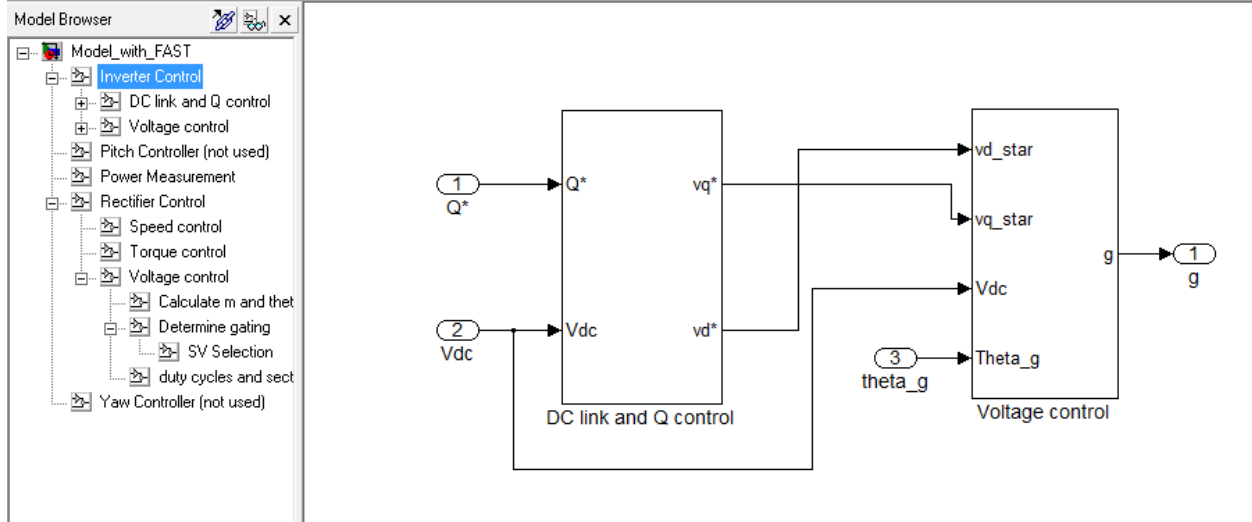 Model Browser
Model_with_FAST
Inverter Control
DC link and Q control
Voltage control
Pitch Controller (not used)
Power Measurement
Rectifier Control
Speed control
Torque control
Voltage control
Calculate m and thet
Determine gating
SV Selection
duty cycles and sect
Yaw Controller (not used)
1
Q*
2
Vdc
Q*
vq*
Vdc
vd*
DC link and Q control
3
theta_g
vd_star
vq_star
g
Vdc
Theta_g
Voltage control
1
g